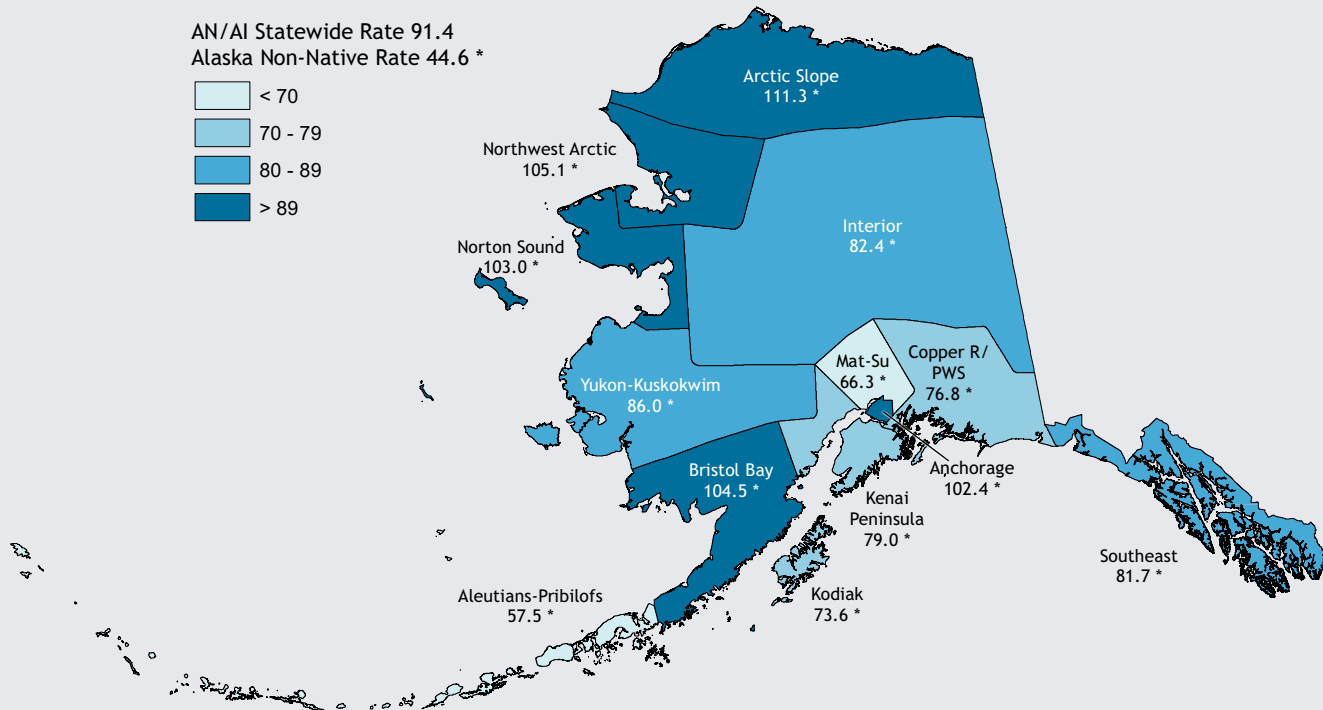 AN/AI Statewide Rate 91.4
Alaska Non-Native Rate 44.6 *
< 70
70 - 79
80 - 89
> 89
Arctic Slope
111.3 *
Northwest Arctic
105.1 *
Interior
82.4 *
Norton Sound
103.0 *
Mat-Su
66.3 *
Copper R/
PWS
76.8 *
Yukon-Kuskokwim
86.0 *
Bristol Bay
104.5 *
Anchorage
102.4 *
Kenai
Peninsula
79.0 *
Southeast
81.7 *
Aleutians-Pribilofs
57.5 *
Kodiak
73.6 *